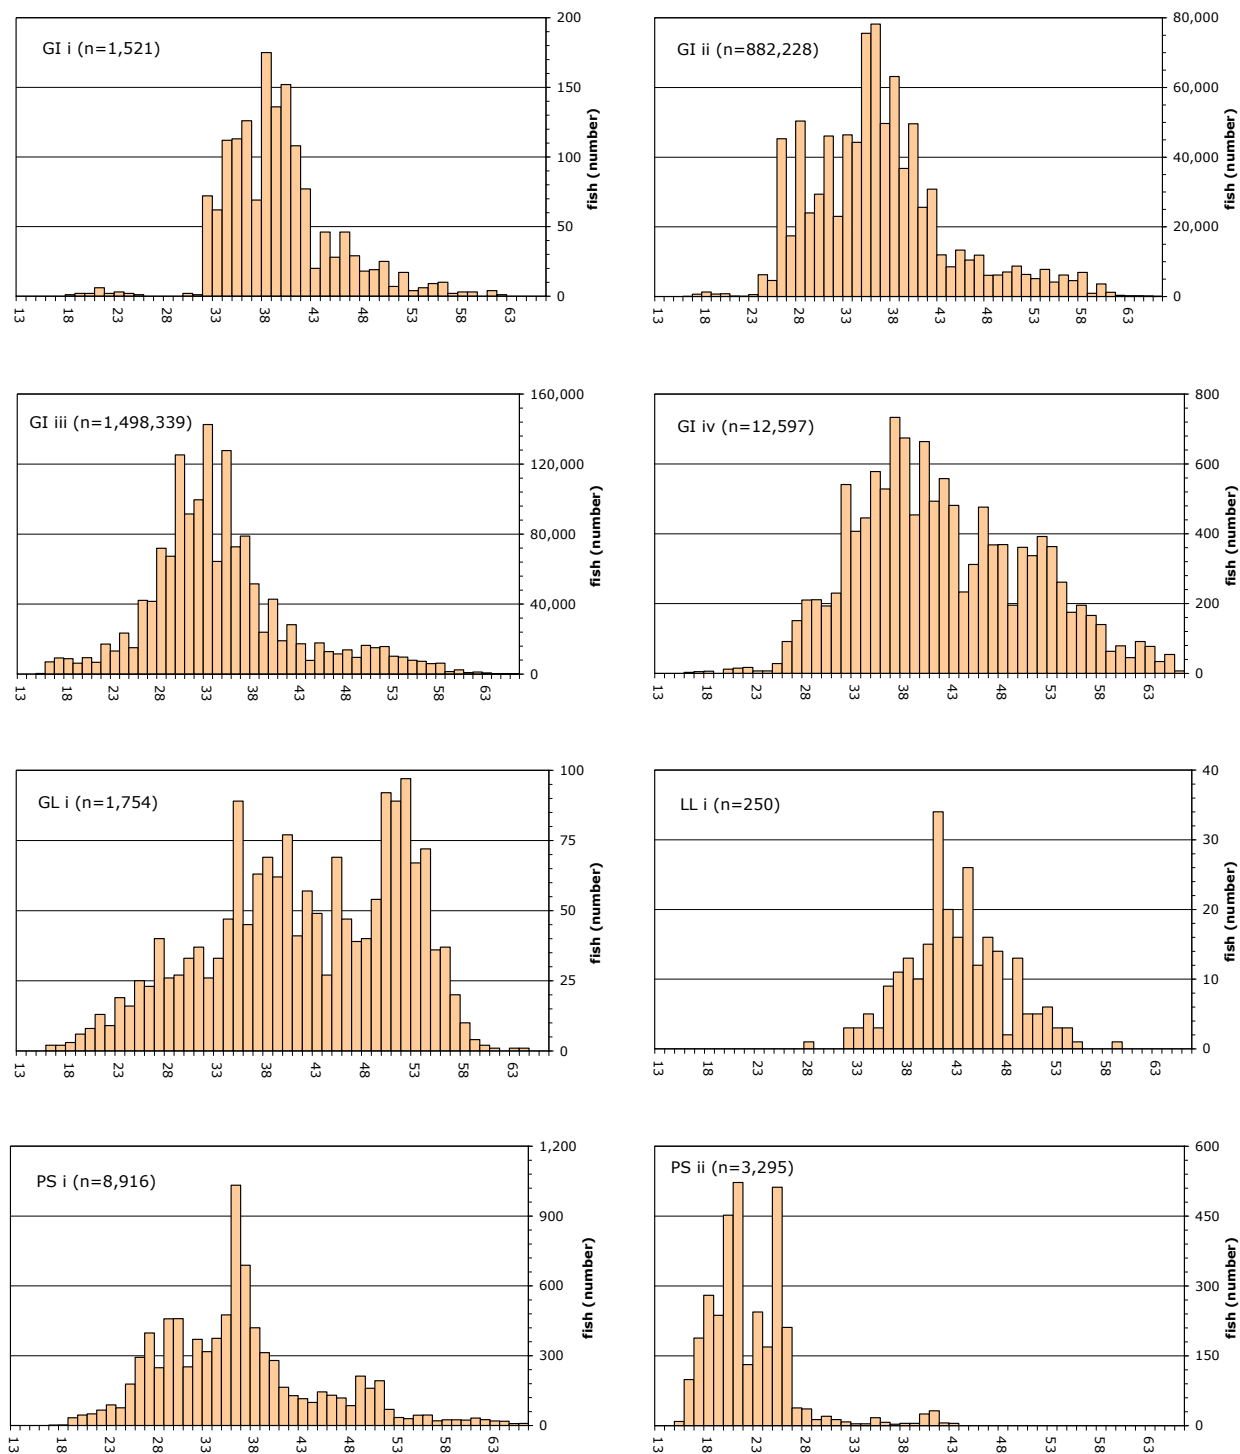 GI i (n=1,521)
200
150
100
50
0
fish (number)
13 18 23 28 33 38 43 48 53 58 63
GI ii (n=882,228)
80,000
60,000
40,000
20,000
0
fish (number)
13 18 23 28 33 38 43 48 53 58 63
GI iii (n=1,498,339)
160,000
120,000
80,000
40,000
0
fish (number)
13 18 23 28 33 38 43 48 53 58 63
GI iv (n=12,597)
800
600
400
200
0
fish (number)
13 18 23 28 33 38 43 48 53 58 63
GL i (n=1,754)
100
75
50
25
0
fish (number)
13 18 23 28 33 38 43 48 53 58 63
LL i (n=250)
40
30
20
10
0
fish (number)
13 18 23 28 33 38 43 48 53 58 63
PS i (n=8,916)
1,200
900
600
300
0
fish (number)
13 18 23 28 33 38 43 48 53 58 63
PS ii (n=3,295)
600
450
300
150
0
fish (number)
13 18 23 28 33 38 43 48 53 58 63